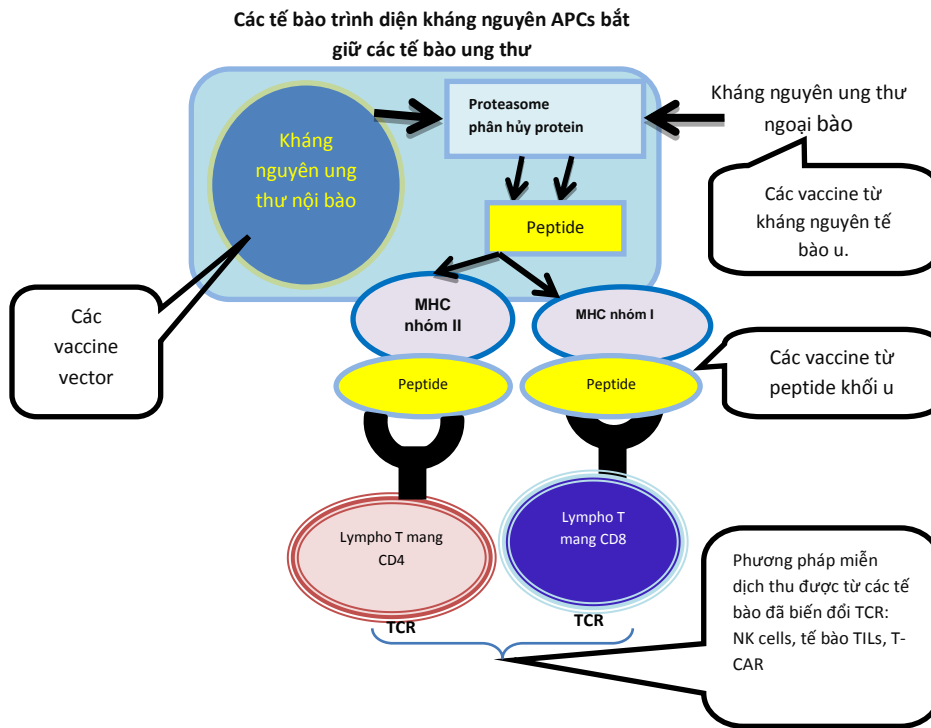 Các tế bào trình diện kháng nguyên APCs bắt
giữ các tế bào ung thư
Kháng
nguyên ung
thư nội bào
Proteasome
phân hủy protein
Kháng nguyên ung thư
ngoại bào
Các vaccine từ
kháng nguyên tế
bào u.
Peptide
Các
vaccine
vector
MHC
nhóm II
MHC nhóm I
Peptide
Peptide
Các vaccine từ
peptide khối u
Lympho T mang
CD4
Lympho T
mang CD8
TCR
TCR
Phương pháp miễn
dịch thu được từ các tế
bào đã biến đổi TCR:
NK cells, tế bào TILs, T-
CAR